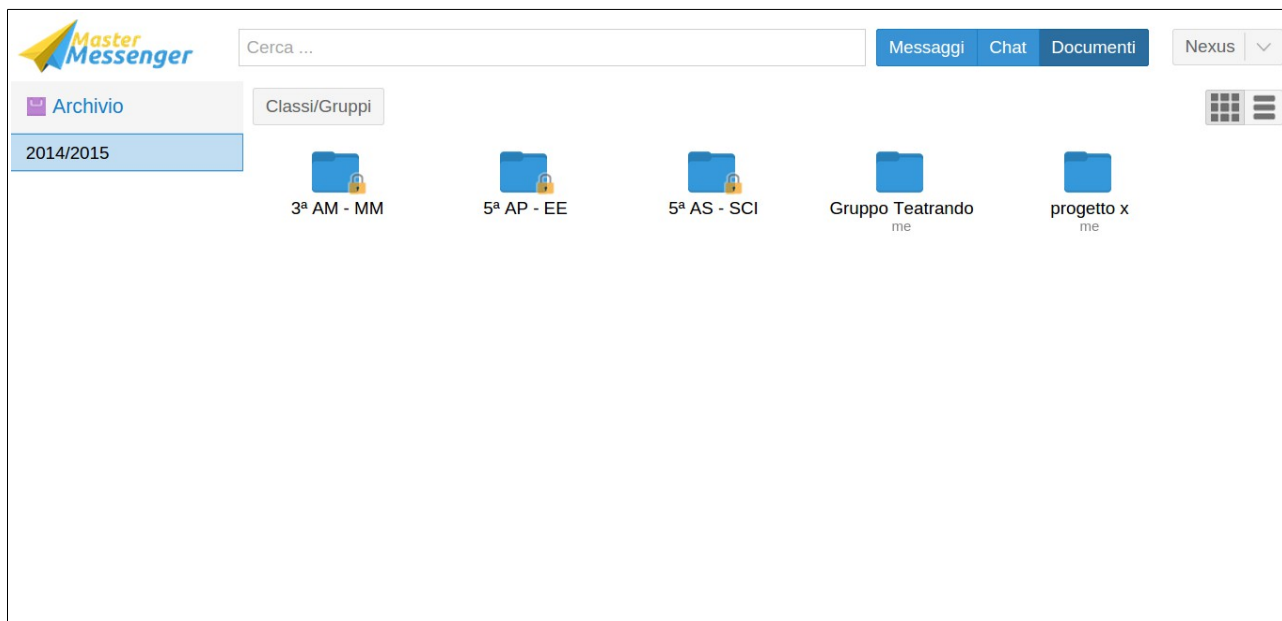 Master
Messenger
Cerca ...
Messaggi Chat Documenti
Nexus
Archivio
Classi/Gruppi
2014/2015
3ª AM - MM
5ª AP - EE
5ª AS - SCI
Gruppo Teatrando
me
progetto x
me